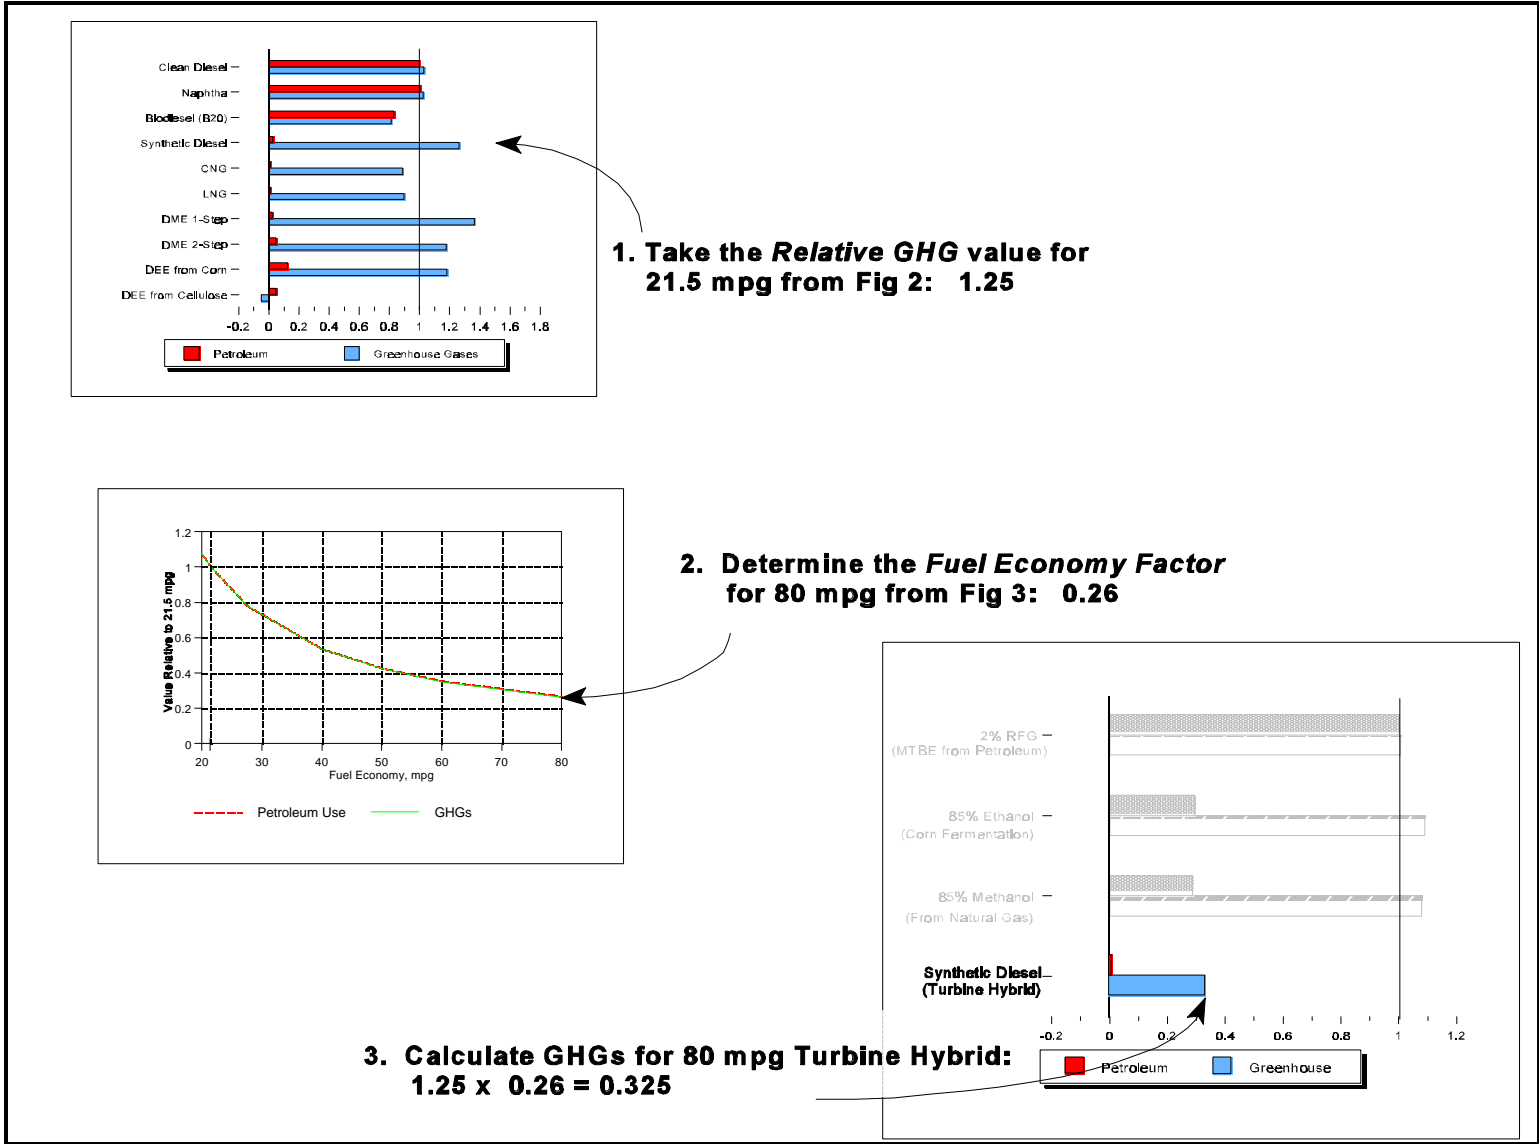 Clean Diesel
Naphtha
Biodiesel (B20)
Synthetic Diesel
CNG
LNG
DME 1-Step
DME 2-Step
DEE from Corn
DEE from Cellulose
-0.2 0 0.2 0.4 0.6 0.8 1 1.2 1.4 1.6 1.8
Petroleum Greenhouse Gases
1. Take the Relative GHG value for
21.5 mpg from Fig 2: 1.25
Value Relative to 21.5 mpg
1.2
1
0.8
0.6
0.4
0.2
0
20 30 40 50 60 70 80
Fuel Economy, mpg
Petroleum Use GHGs
2. Determine the Fuel Economy Factor
for 80 mpg from Fig 3: 0.26
2% RFG
(MTBE from Petroleum)
85% Ethanol
(Corn Fermentation)
85% Methanol
(From Natural Gas)
Synthetic Diesel
(Turbine Hybrid)
-0.2 0 0.2 0.4 0.6 0.8 1 1.2
Petroleum Greenhouse
3. Calculate GHGs for 80 mpg Turbine Hybrid:
1.25 x 0.26 = 0.325